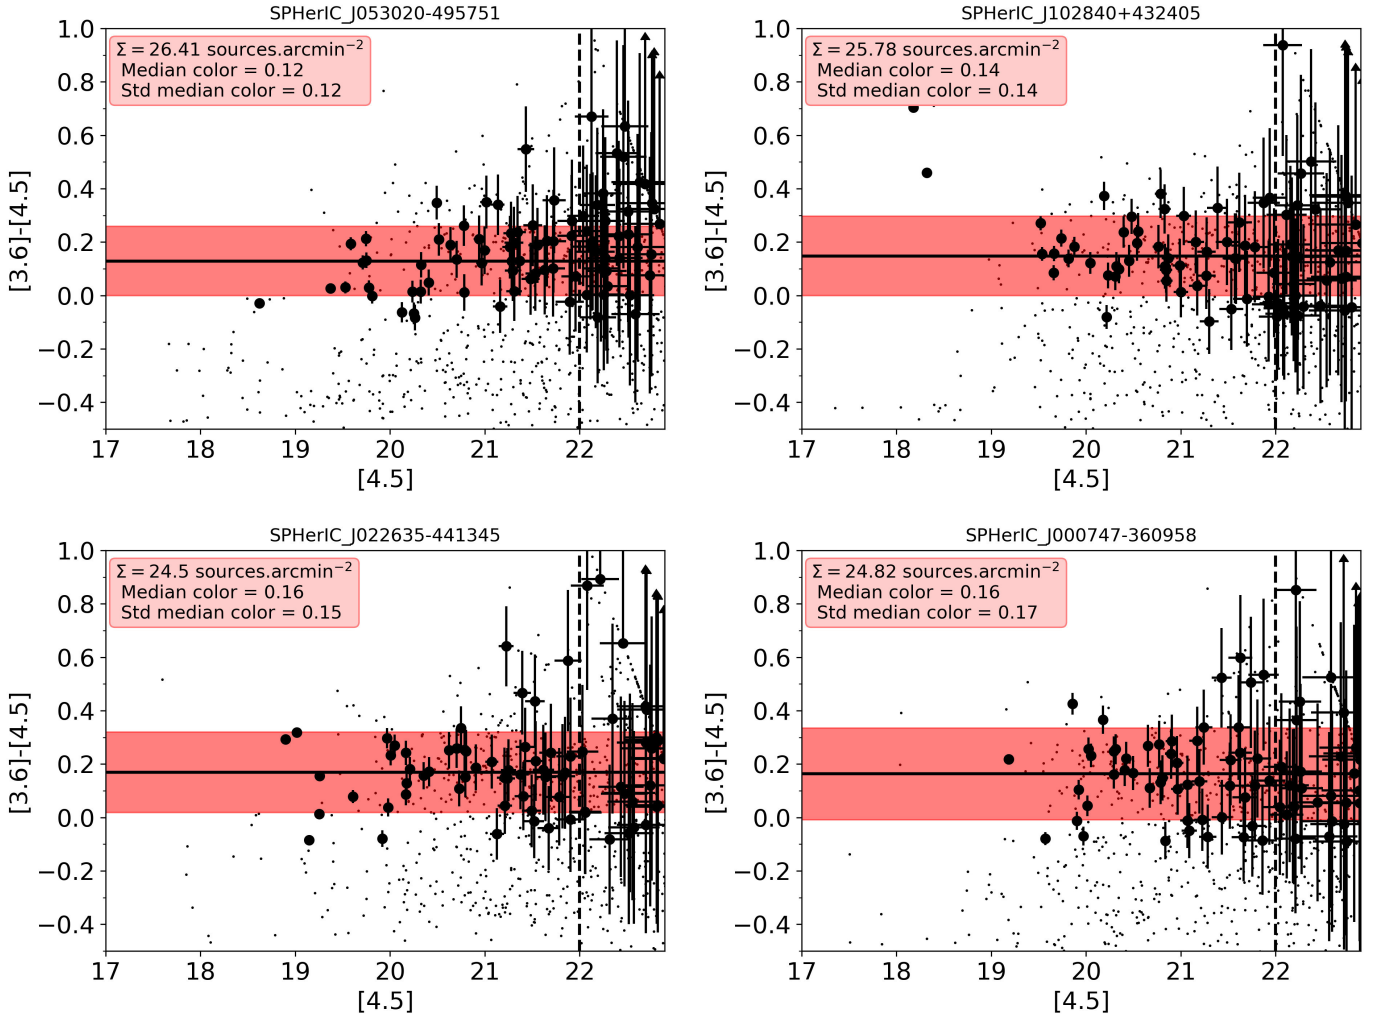 SPHerIC_J053020-495751
Σ = 26.41 sources.arcmin⁻²
Median color = 0.12
Std median color = 0.12
1.0
0.8
0.6
0.4
0.2
0.0
−0.2
−0.4
[3.6]-[4.5]
17 18 19 20 21 22
[4.5]
SPHerIC_J102840+432405
Σ = 25.78 sources.arcmin⁻²
Median color = 0.14
Std median color = 0.14
1.0
0.8
0.6
0.4
0.2
0.0
−0.2
−0.4
[3.6]-[4.5]
17 18 19 20 21 22
[4.5]
SPHerIC_J022635-441345
Σ = 24.5 sources.arcmin⁻²
Median color = 0.16
Std median color = 0.15
1.0
0.8
0.6
0.4
0.2
0.0
−0.2
−0.4
[3.6]-[4.5]
17 18 19 20 21 22
[4.5]
SPHerIC_J000747-360958
Σ = 24.82 sources.arcmin⁻²
Median color = 0.16
Std median color = 0.17
1.0
0.8
0.6
0.4
0.2
0.0
−0.2
−0.4
[3.6]-[4.5]
17 18 19 20 21 22
[4.5]